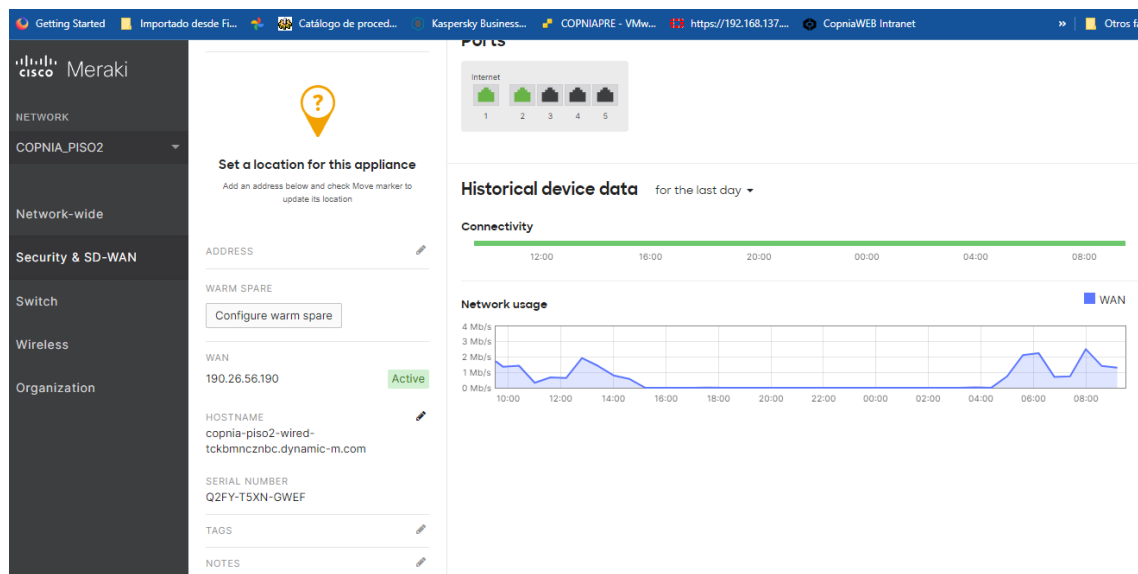 Getting Started Importado desde Fi... Catálogo de proced... Kaspersky Business... COPNIAPRE - VMw... https://192.168.137.... CopniaWEB Intranet » Otros fa
cisco Meraki
NETWORK
COPNIA_PISO2
Network-wide
Security & SD-WAN
Switch
Wireless
Organization
?
Set a location for this appliance
Add an address below and check Move marker to
update its location
ADDRESS
WARM SPARE
Configure warm spare
WAN
190.26.56.190 Active
HOSTNAME
copnia-piso2-wired-
tckbmncznbc.dynamic-m.com
SERIAL NUMBER
Q2FY-T5XN-GWEF
TAGS
NOTES
Ports
Internet
1 2 3 4 5
Historical device data for the last day
Connectivity
12:00 16:00 20:00 00:00 04:00 08:00
Network usage WAN
4 Mb/s
3 Mb/s
2 Mb/s
1 Mb/s
0 Mb/s
10:00 12:00 14:00 16:00 18:00 20:00 22:00 00:00 02:00 04:00 06:00 08:00